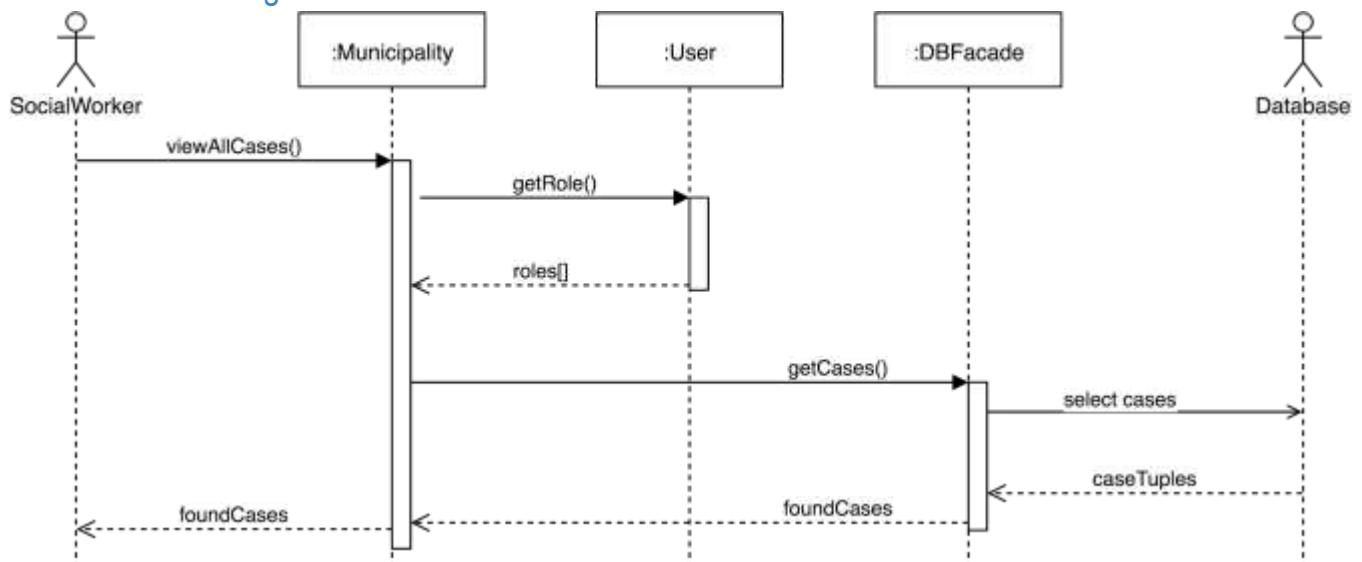 :Municipality
:User
:DBFacade
SocialWorker
Database
viewAllCases()
getRole()
roles[]
getCases()
select cases
caseTuples
foundCases
foundCases